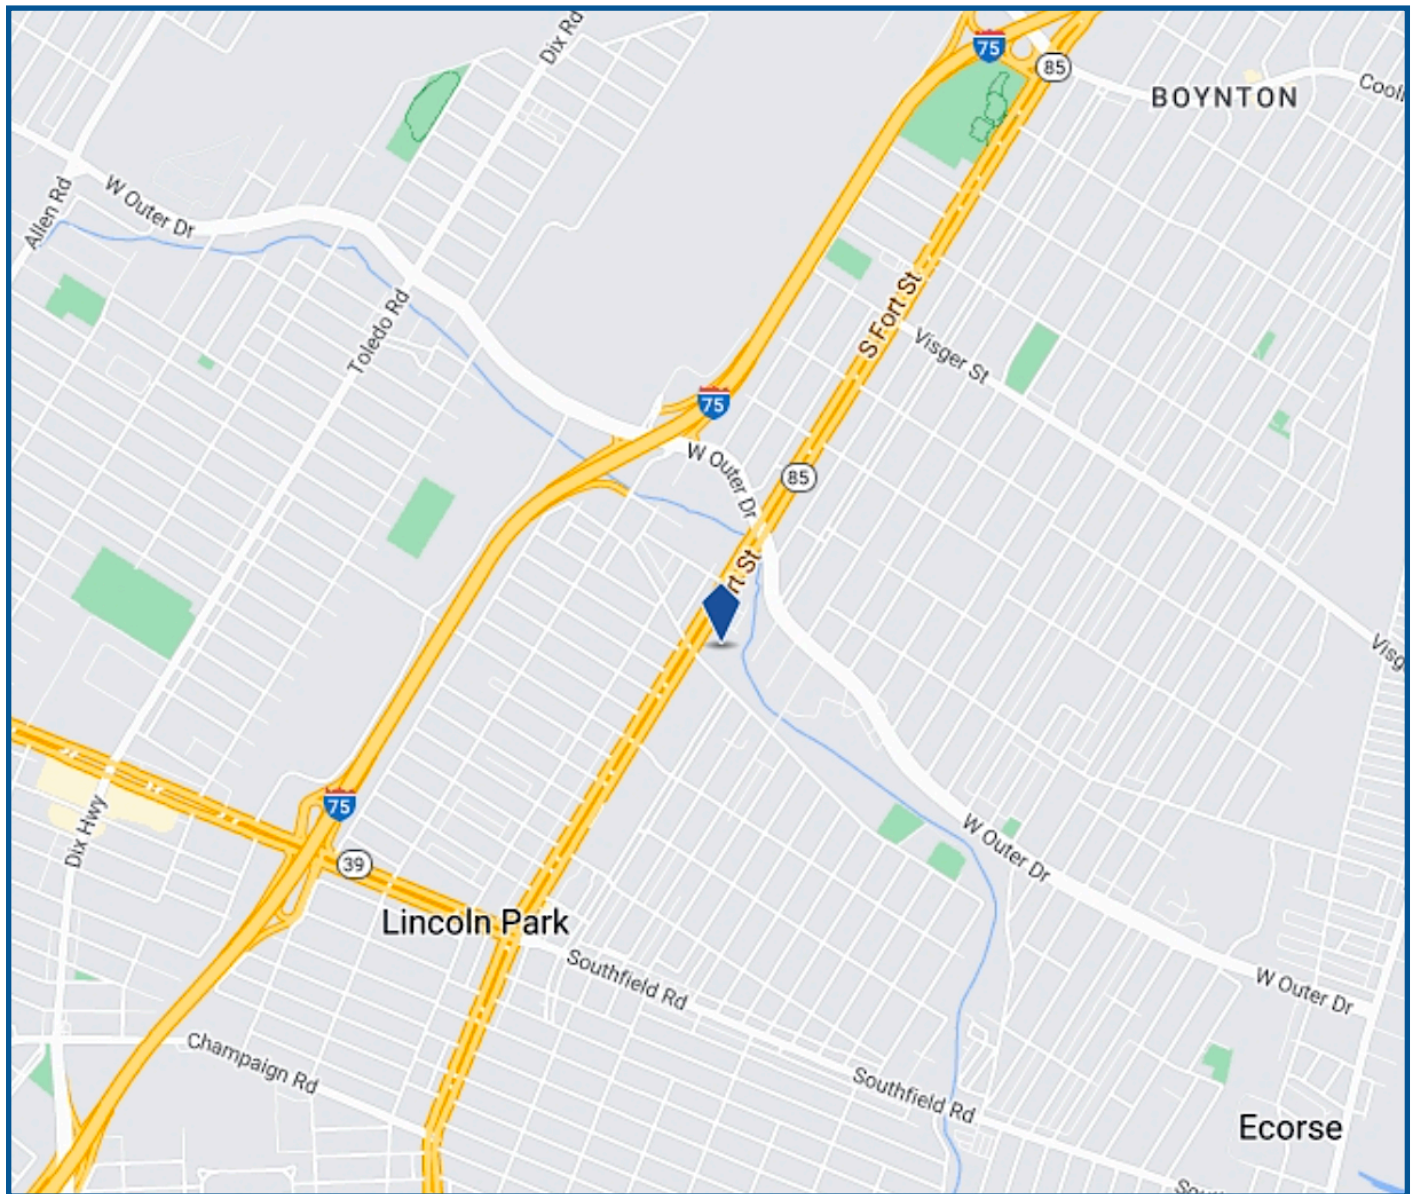 Dix Rd
75
85
BOYNTON
Cooli
Allen Rd
W Outer Dr
Toledo Rd
S Fort St
Visger St
75
W Outer Dr
85
rt St
Visg
75
Dix Hwy
39
W Outer Dr
Lincoln Park
Southfield Rd
W Outer Dr
Champaign Rd
Southfield Rd
Ecorse